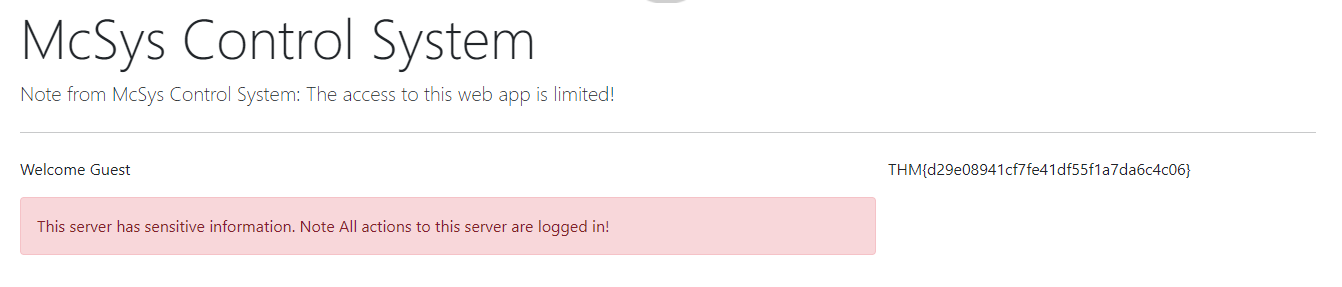 McSys Control System
Note from McSys Control System: The access to this web app is limited!
Welcome Guest
THM{d29e08941cf7fe41df55f1a7da6c4c06}
This server has sensitive information. Note All actions to this server are logged in!